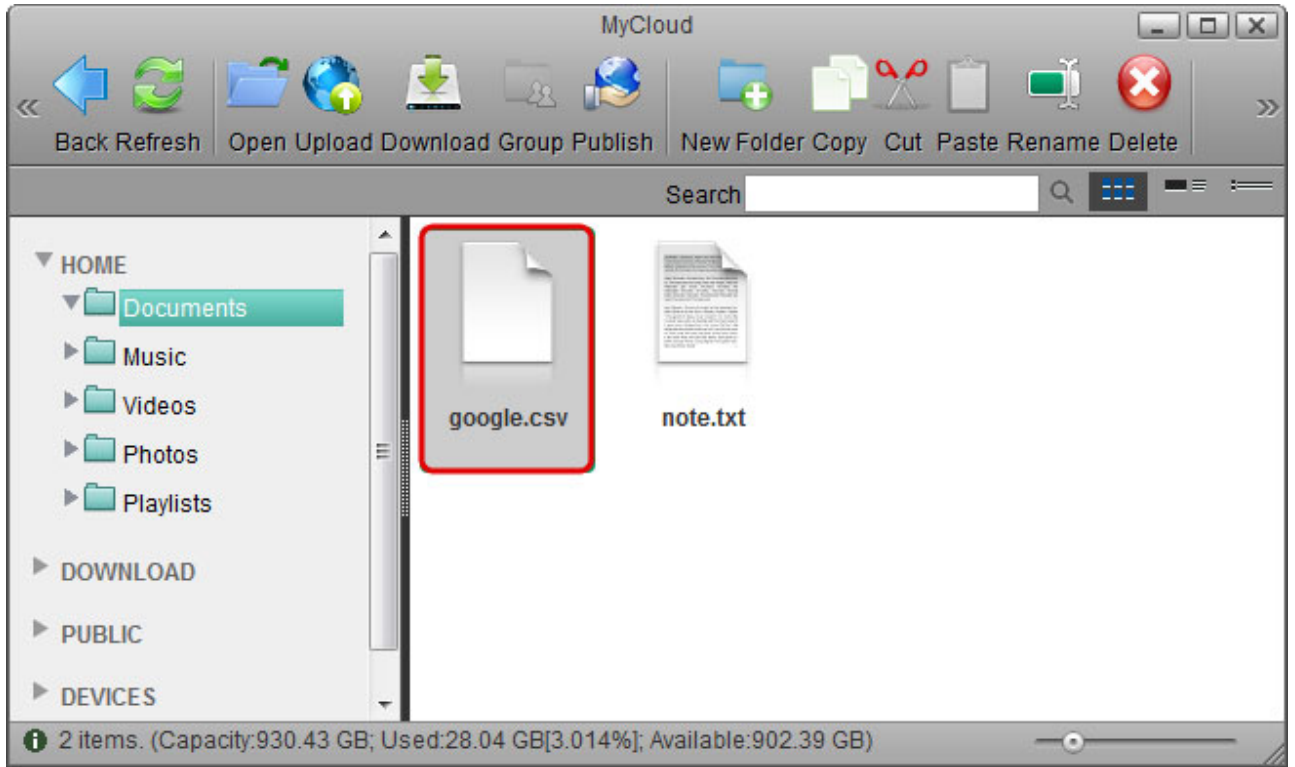 MyCloud
Back Refresh Open Upload Download Group Publish New Folder Copy Cut Paste Rename Delete
Search
HOME
Documents
Music
Videos
Photos
Playlists
DOWNLOAD
PUBLIC
DEVICES
google.csv note.txt
2 items. (Capacity:930.43 GB; Used:28.04 GB[3.014%]; Available:902.39 GB)